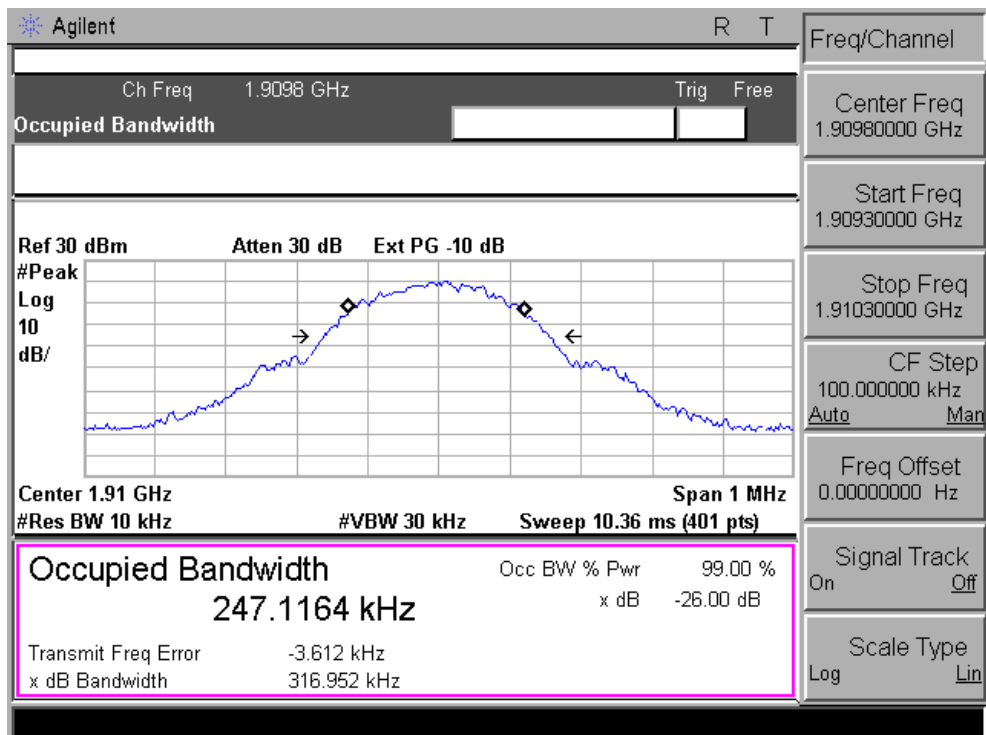 Agilent R T
Ch Freq 1.9098 GHz Trig Free
Occupied Bandwidth
Ref 30 dBm Atten 30 dB Ext PG -10 dB
#Peak
Log
10
dB/
Center 1.91 GHz Span 1 MHz
#Res BW 10 kHz #VBW 30 kHz Sweep 10.36 ms (401 pts)
Occupied Bandwidth
247.1164 kHz
Occ BW % Pwr 99.00 %
x dB -26.00 dB
Transmit Freq Error -3.612 kHz
x dB Bandwidth 316.952 kHz
Freq/Channel
Center Freq
1.90980000 GHz
Start Freq
1.90930000 GHz
Stop Freq
1.91030000 GHz
CF Step
100.000000 kHz
Auto Man
Freq Offset
0.00000000 Hz
Signal Track
On Off
Scale Type
Log Lin